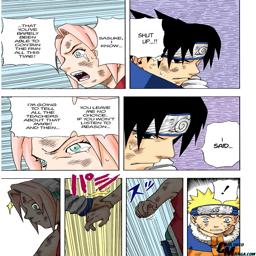 SASUKE,
I
KNOW...
...THAT
YOU'VE
BARELY
BEEN
ABLE TO
CONTAIN
THE PAIN
ALL THIS
TIME!
SHUT
UP...!!
YOU LEAVE
ME NO
CHOICE.
IF YOU WON'T
LISTEN TO
REASON...
I'M GOING
TO TELL
ALL THE
TEACHERS
ABOUT THAT
MARK! AND
THEN...
I
SAID...
!